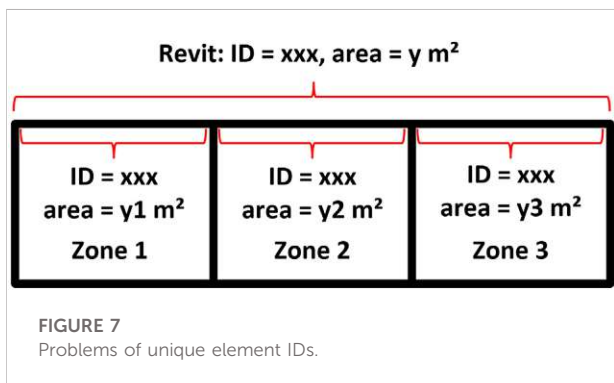 Revit: ID = xxx, area = y m²
ID = xxx
area = y1 m²
Zone 1
ID = xxx
area = y2 m²
Zone 2
ID = xxx
area = y3 m²
Zone 3
FIGURE 7
Problems of unique element IDs.